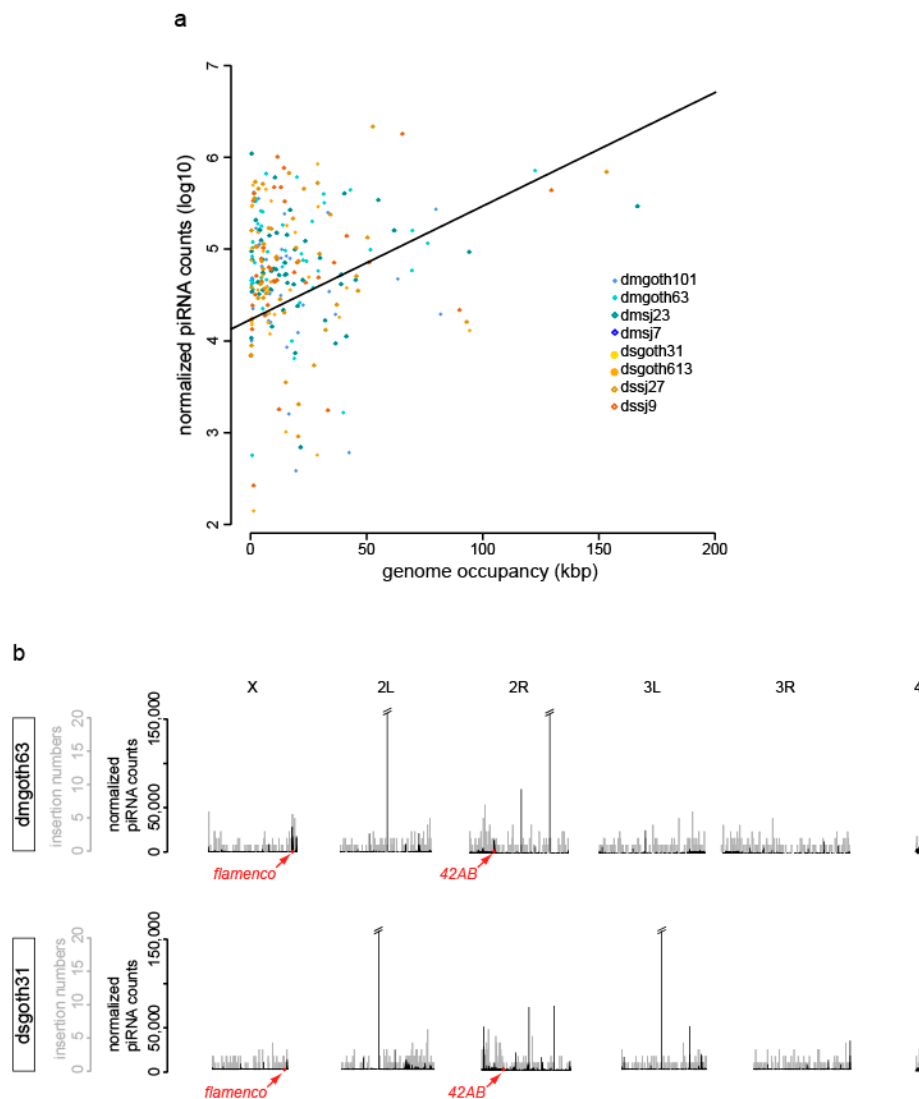 a
normalized piRNA counts (log10)
7
6
5
4
3
2
0
50
100
150
200
genome occupancy (kbp)
dmgoth101
dmgoth63
dmsj23
dmsj7
dsgoth31
dsgoth613
dssj27
dssj9
b
X
2L
2R
3L
3R
4
dmgoth63
insertion numbers
0 5 10 15 20
normalized
piRNA counts
0 50,000 150,000
flamenco
42AB
dsgoth31
insertion numbers
0 5 10 15 20
normalized
piRNA counts
0 50,000 150,000
flamenco
42AB